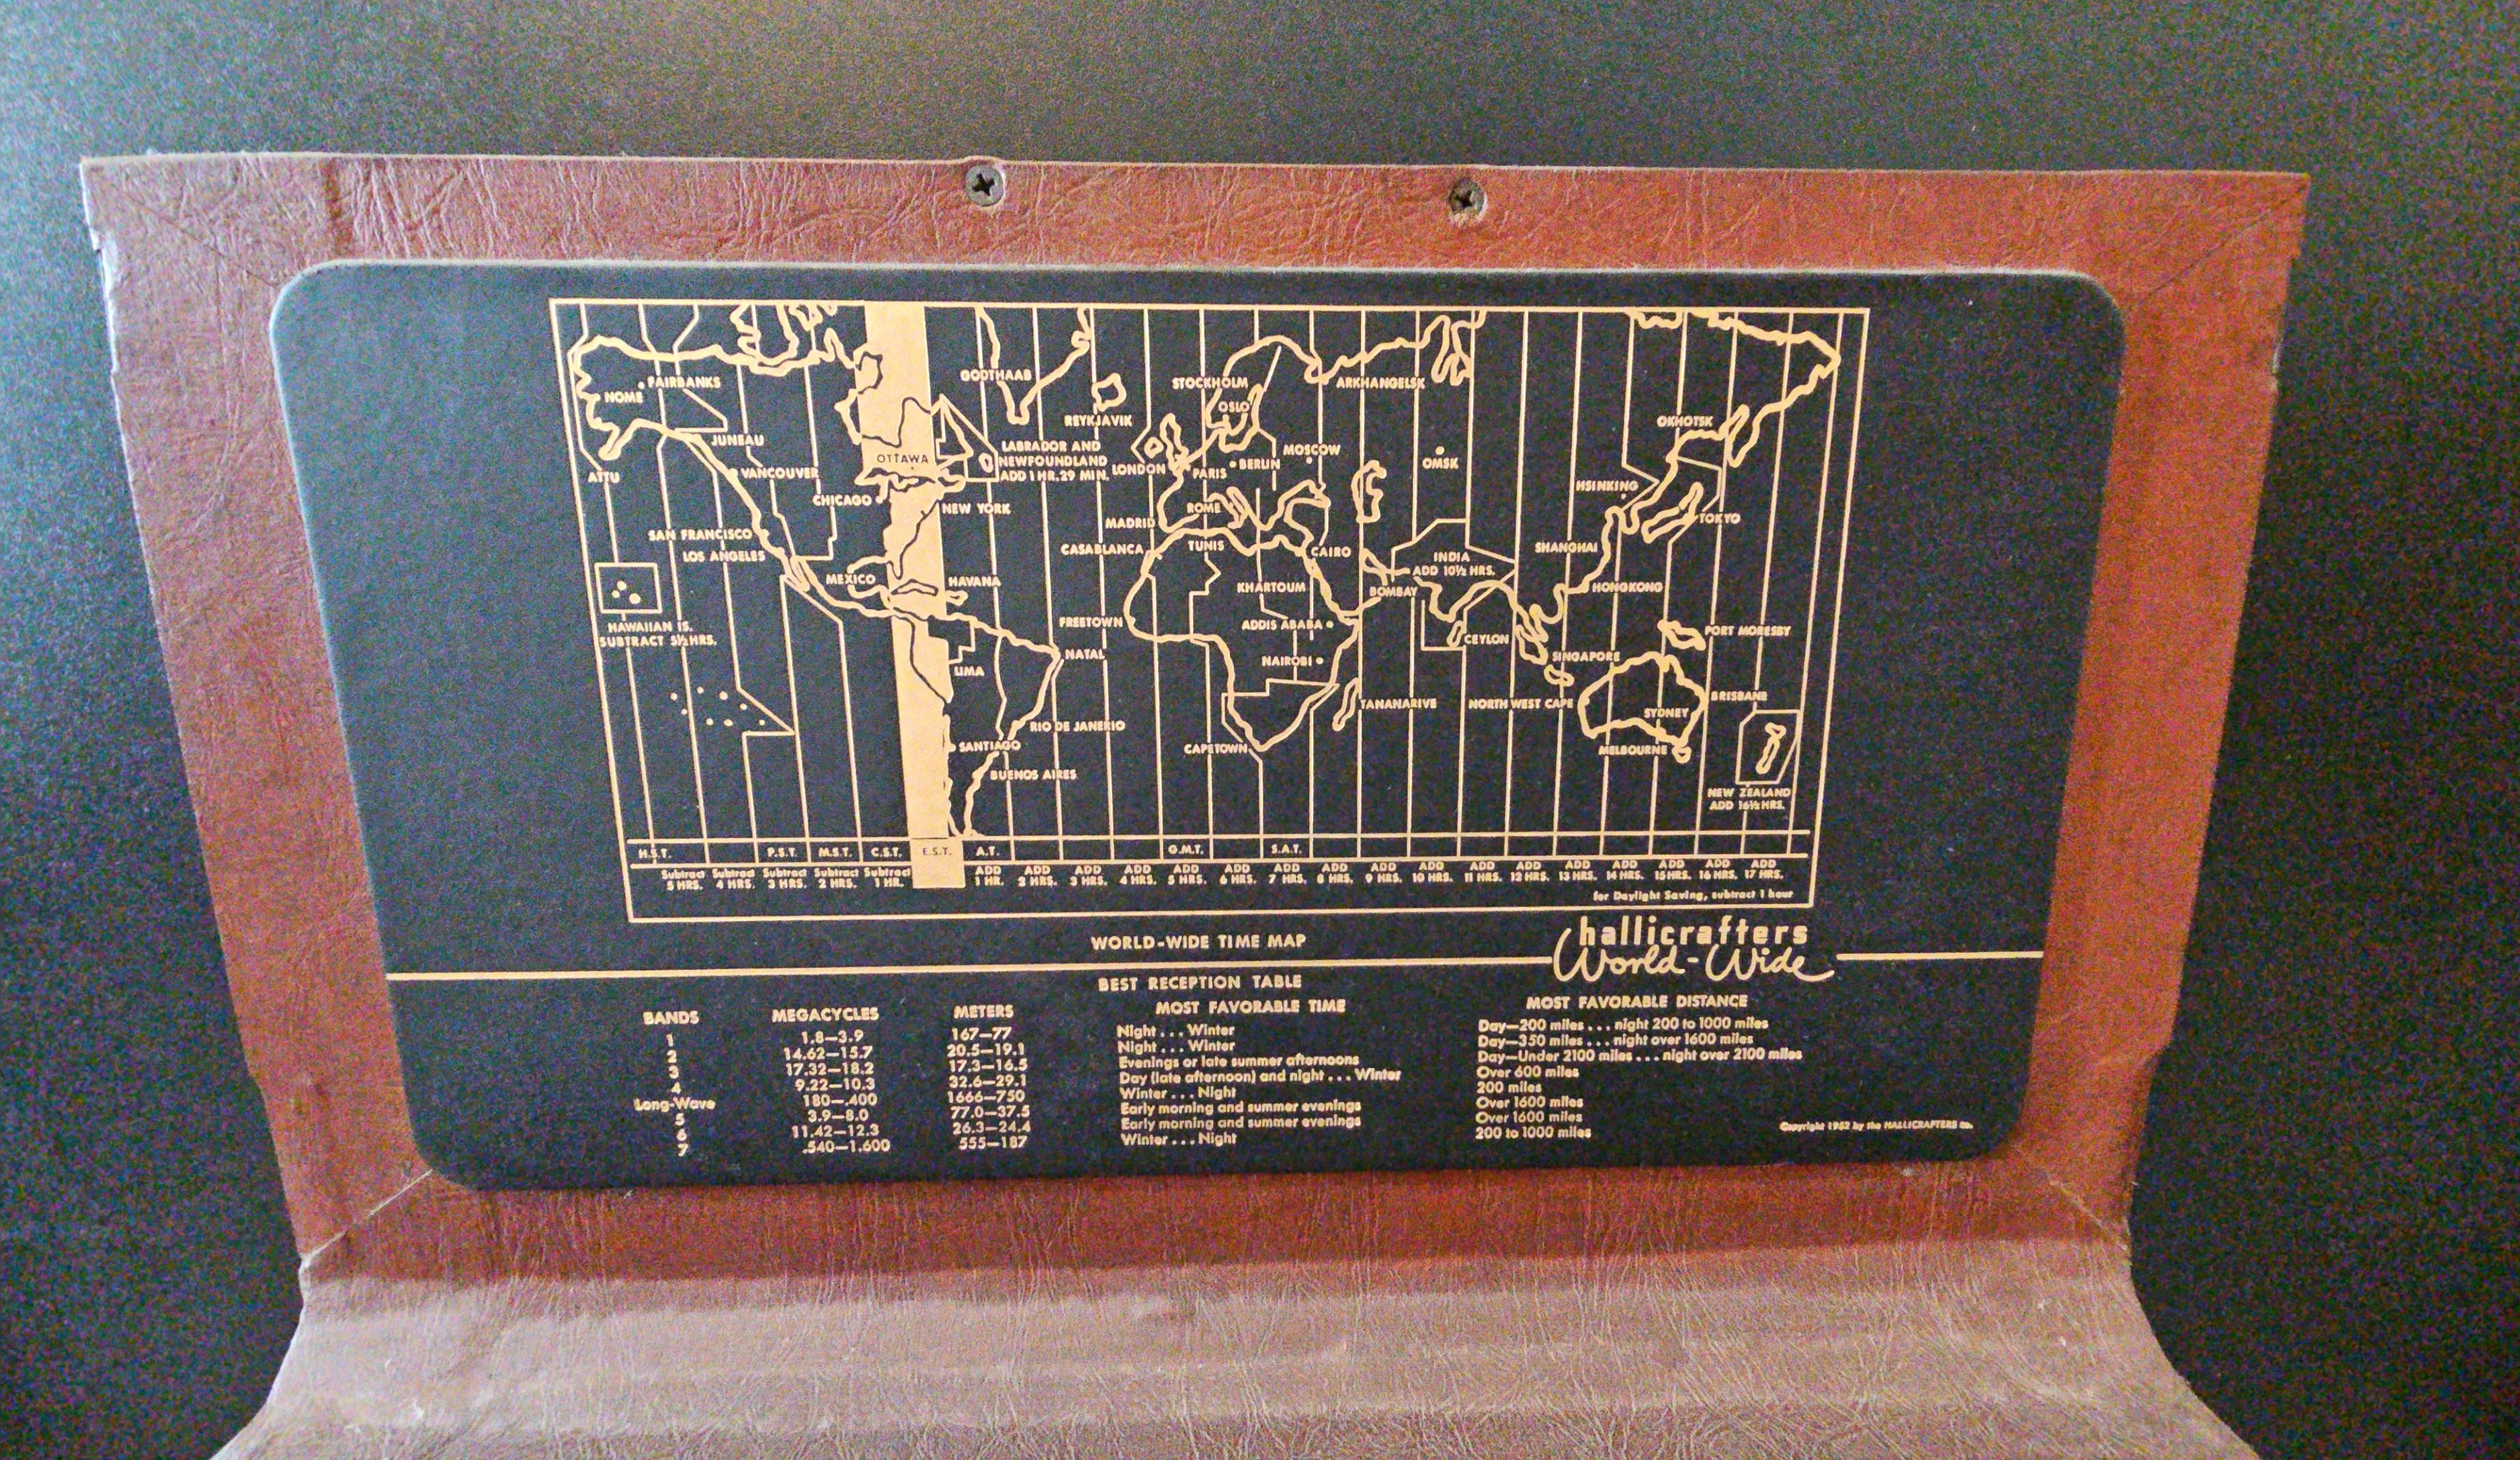 GODTHAAB
FAIRBANKS
STOCKHOLM
ARKHANGELSK
NOME
OSLO
REYKJAVIK
OKHOTSK
JUNEAU
LABRADOR AND
NEWFOUNDLAND
ADD 1 HR. 29 MIN.
MOSCOW
OTTAWA
LONDON
PARIS
BERLIN
OMSK
ATTU
VANCOUVER
CHICAGO
HSINKING
NEW YORK
ROME
MADRID
TOKYO
SAN FRANCISCO
LOS ANGELES
CASABLANCA
TUNIS
CAIRO
SHANGHAI
INDIA
ADD 10½ HRS.
MEXICO
HAVANA
KHARTOUM
BOMBAY
HONGKONG
HAWAIIAN IS.
SUBTRACT 5½ HRS.
FREETOWN
ADDIS ABABA
CEYLON
PORT MORESBY
NATAL
LIMA
NAIROBI
SINGAPORE
BRISBANE
TANANARIVE
NORTH WEST CAPE
SYDNEY
RIO DE JANERIO
SANTIAGO
CAPETOWN
MELBOURNE
BUENOS AIRES
NEW ZEALAND
ADD 16½ HRS.
H.S.T. P.S.T. M.S.T. C.S.T. E.S.T. A.T. G.M.T. S.A.T.
Subtract Subtract Subtract Subtract Subtract ADD ADD ADD ADD ADD ADD ADD ADD ADD ADD ADD ADD ADD ADD ADD ADD ADD
5 HRS. 4 HRS. 3 HRS. 2 HRS. 1 HR. 1 HR. 2 HRS. 3 HRS. 4 HRS. 5 HRS. 6 HRS. 7 HRS. 8 HRS. 9 HRS. 10 HRS. 11 HRS. 12 HRS. 13 HRS. 14 HRS. 15 HRS. 16 HRS. 17 HRS.
for Daylight Saving, subtract 1 hour
WORLD-WIDE TIME MAP
hallicrafters
World-Wide
BEST RECEPTION TABLE
BANDS MEGACYCLES METERS MOST FAVORABLE TIME MOST FAVORABLE DISTANCE
1 1.8—3.9 167—77 Night . . . Winter Day—200 miles . . . night 200 to 1000 miles
2 14.62—15.7 20.5—19.1 Night . . . Winter Day—350 miles . . . night over 1600 miles
3 17.32—18.2 17.3—16.5 Evenings or late summer afternoons Day—Under 2100 miles . . . night over 2100 miles
4 9.22—10.3 32.6—29.1 Day (late afternoon) and night . . . Winter Over 600 miles
Long-Wave 180—.400 1666—750 Winter . . . Night 200 miles
5 3.9—8.0 77.0—37.5 Early morning and summer evenings Over 1600 miles
6 11.42—12.3 26.3—24.4 Early morning and summer evenings Over 1600 miles
7 .540—1.600 555—187 Winter . . . Night 200 to 1000 miles
Copyright 1952 by the HALLICRAFTERS Co.